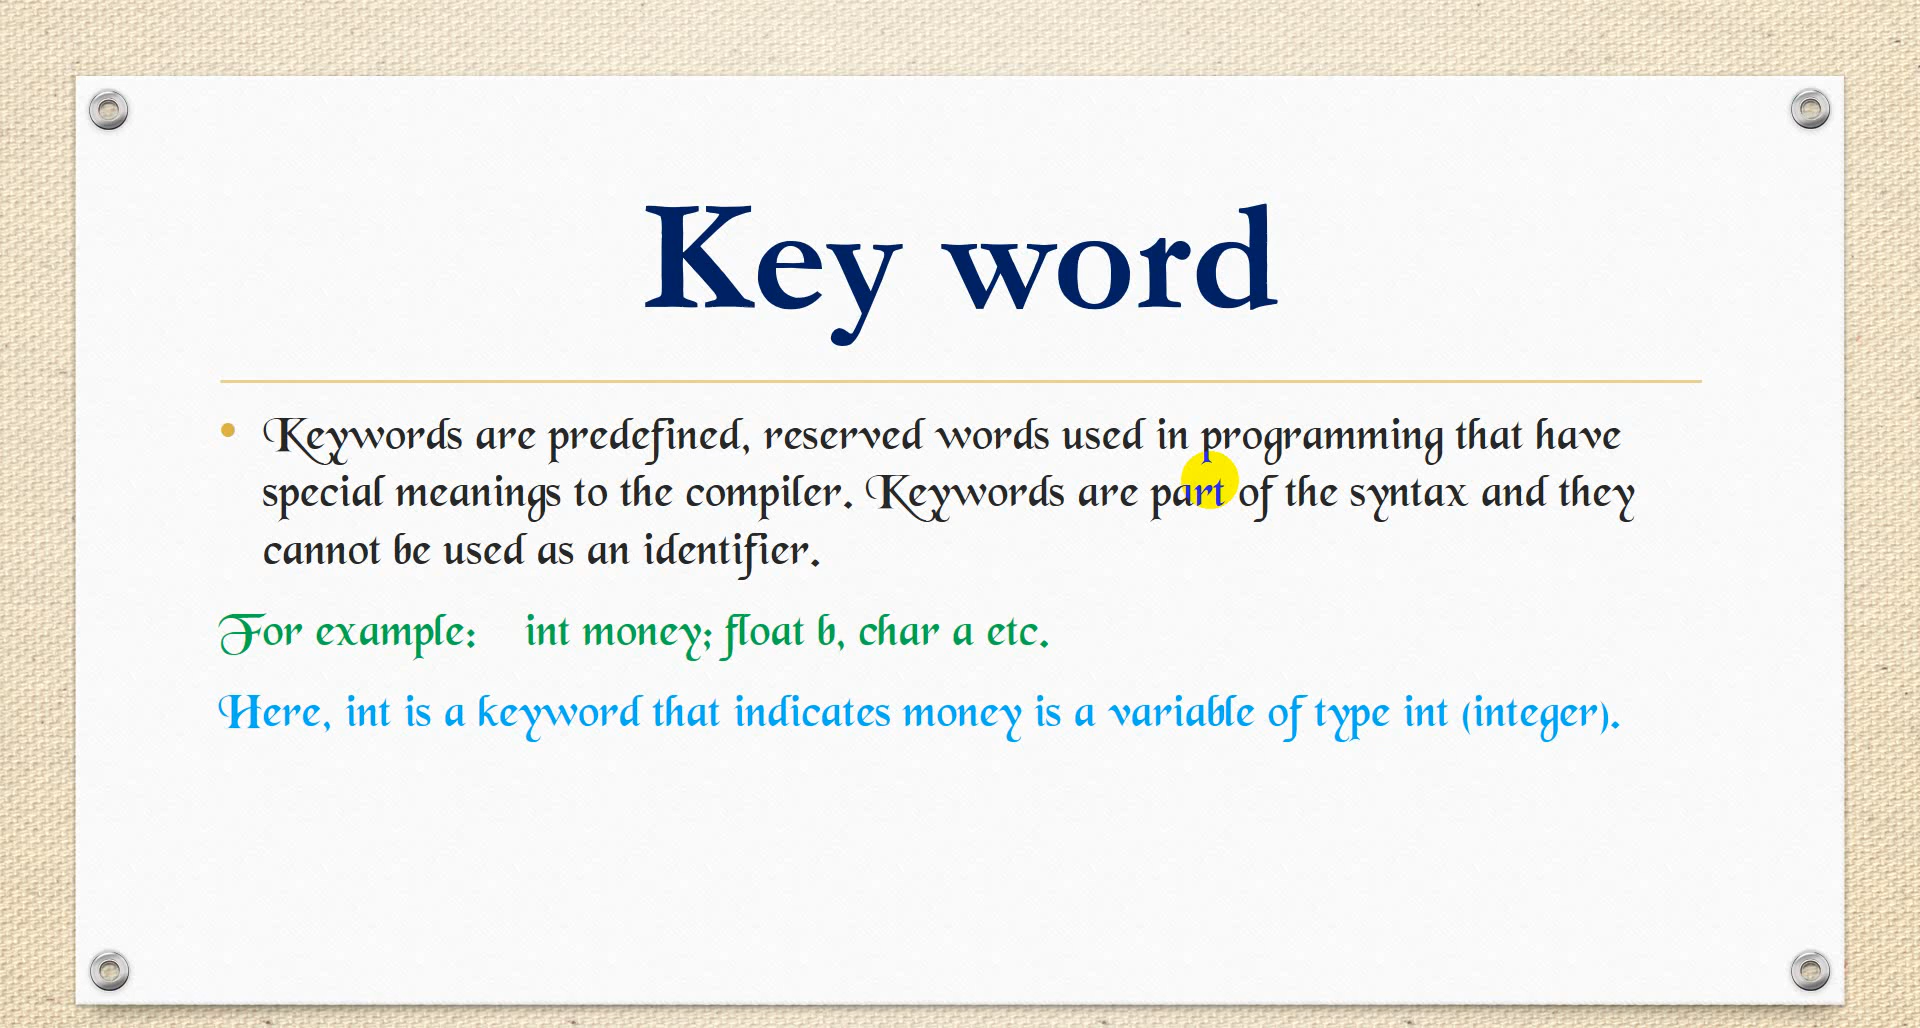 Key word
• Keywords are predefined, reserved words used in programming that have
special meanings to the compiler. Keywords are part of the syntax and they
cannot be used as an identifier.
For example: int money; float b, char a etc.
Here, int is a keyword that indicates money is a variable of type int (integer).